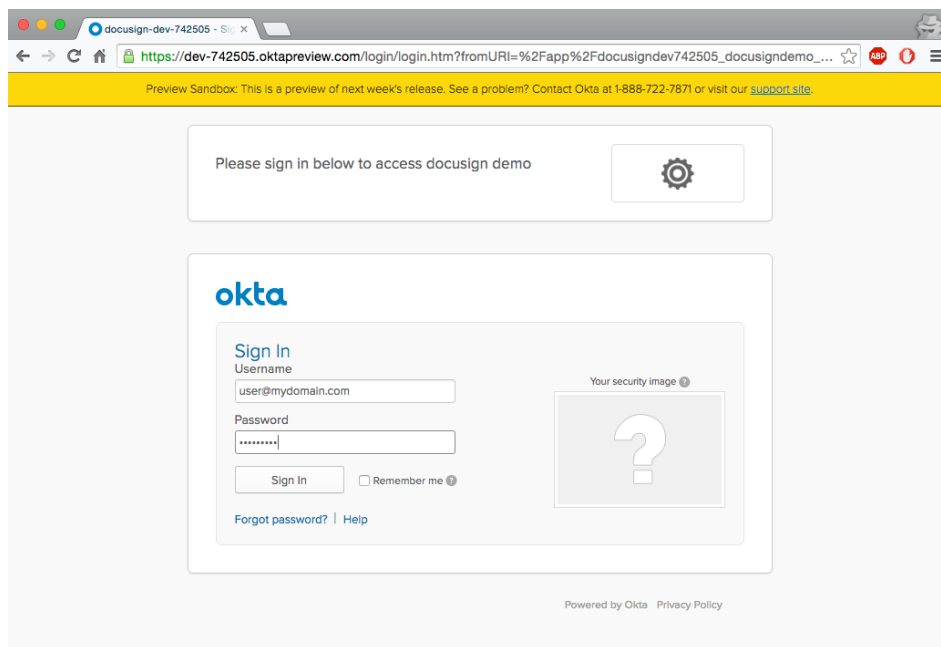 docusign-dev-742505 - Sig
https://dev-742505.oktapreview.com/login/login.htm?fromURI=%2Fapp%2Fdocusigndev742505_docusigndemo_...
ABP
Preview Sandbox: This is a preview of next week's release. See a problem? Contact Okta at 1-888-722-7871 or visit our support site.
Please sign in below to access docusign demo
okta
Sign In
Username
user@mydomain.com
Your security image ?
Password
•••••••••
?
Sign In
Remember me ?
Forgot password? | Help
Powered by Okta Privacy Policy